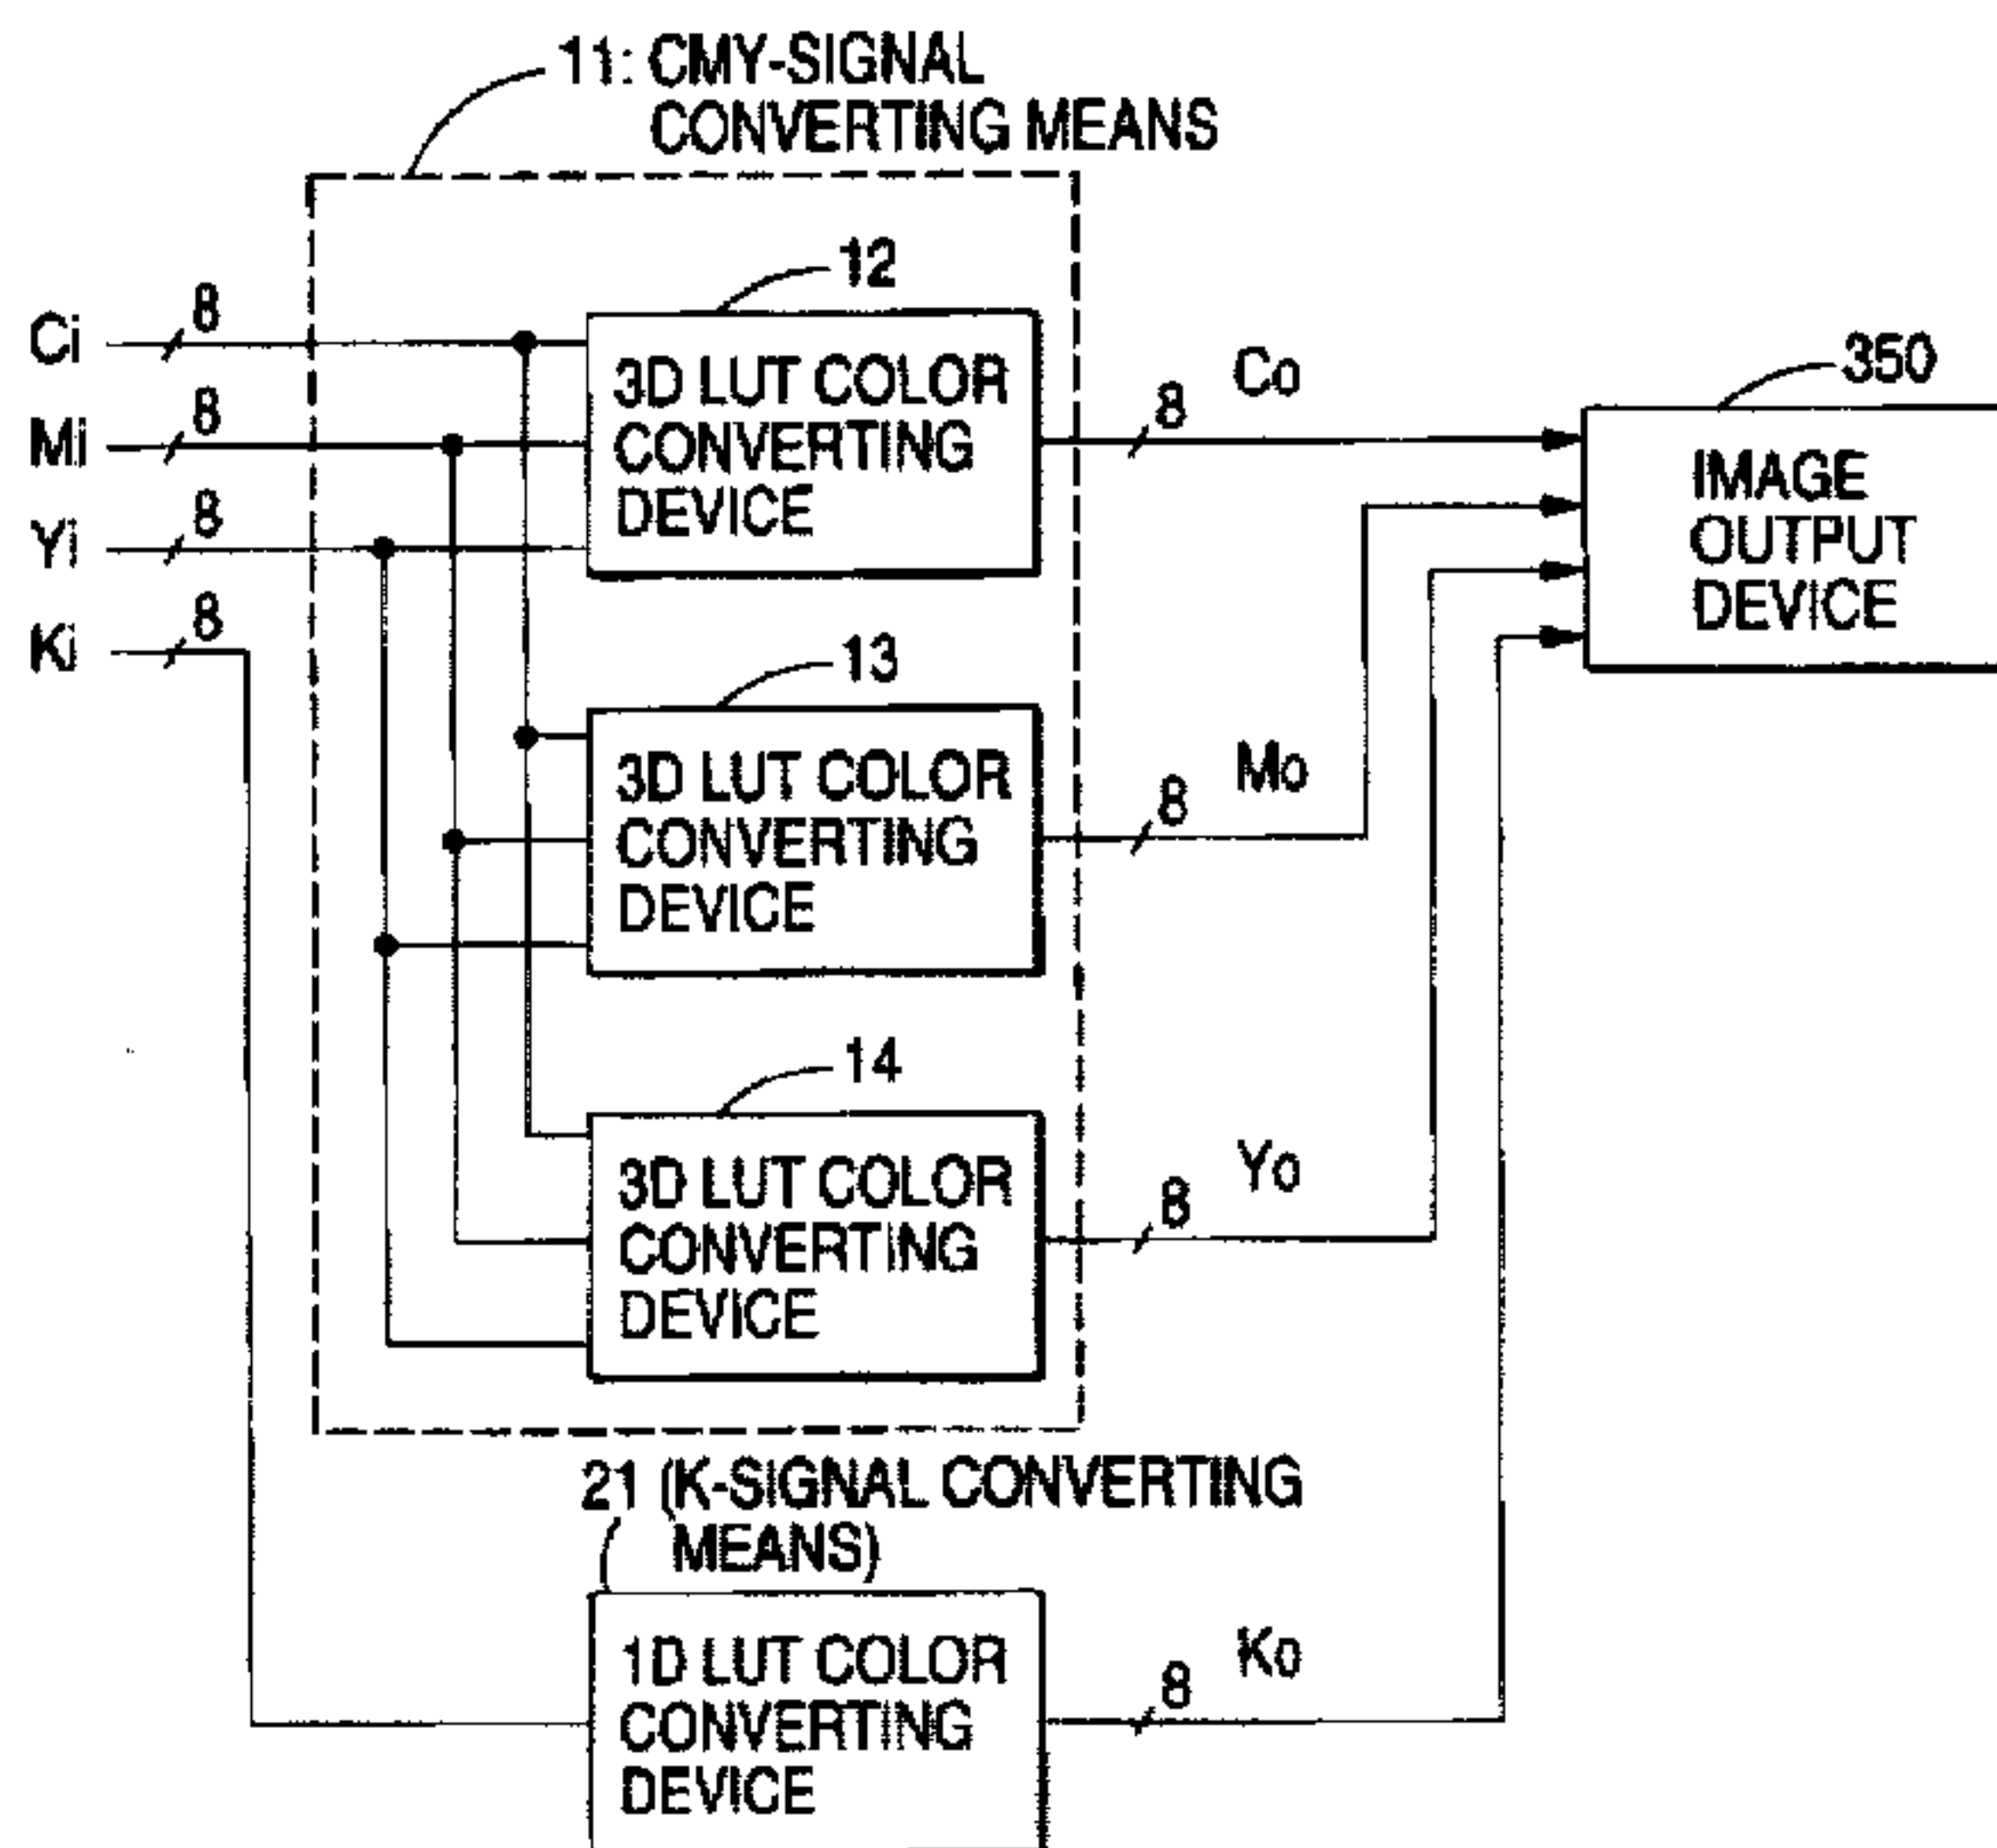 11: CMY-SIGNAL
CONVERTING MEANS
12
Ci
8
Mi
8
Yi
8
Ki
8
3D LUT COLOR
CONVERTING
DEVICE
8
Co
350
IMAGE
OUTPUT
DEVICE
13
3D LUT COLOR
CONVERTING
DEVICE
8
Mo
14
3D LUT COLOR
CONVERTING
DEVICE
8
Yo
21 (K-SIGNAL CONVERTING
MEANS)
1D LUT COLOR
CONVERTING
DEVICE
8
Ko